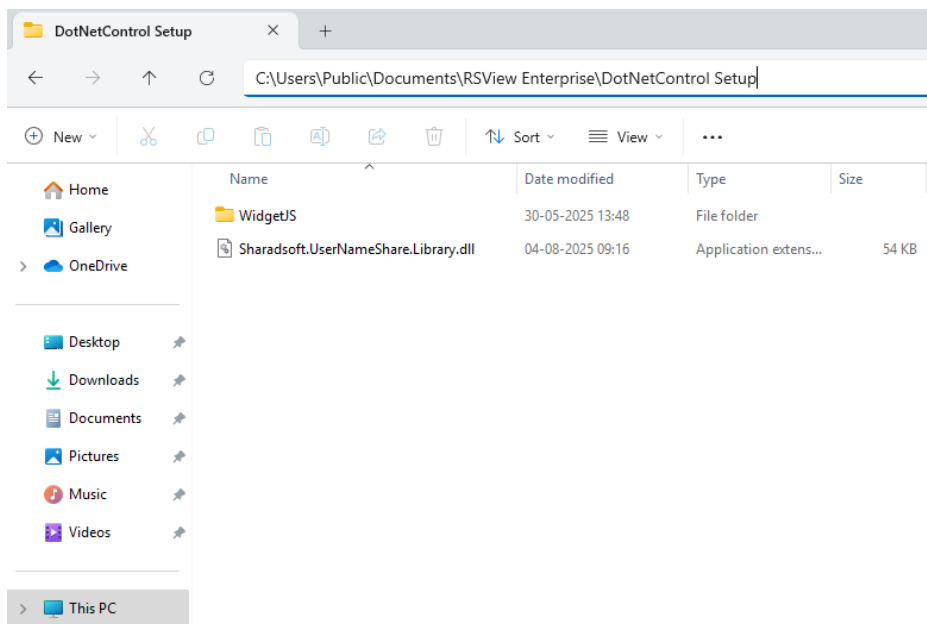 DotNetControl Setup
C:\Users\Public\Documents\RSView Enterprise\DotNetControl Setup
New Sort View
Name Date modified Type Size
WidgetJS 30-05-2025 13:48 File folder
Sharadsoft.UserNameShare.Library.dll 04-08-2025 09:16 Application extens... 54 KB
Home
Gallery
OneDrive
Desktop
Downloads
Documents
Pictures
Music
Videos
This PC